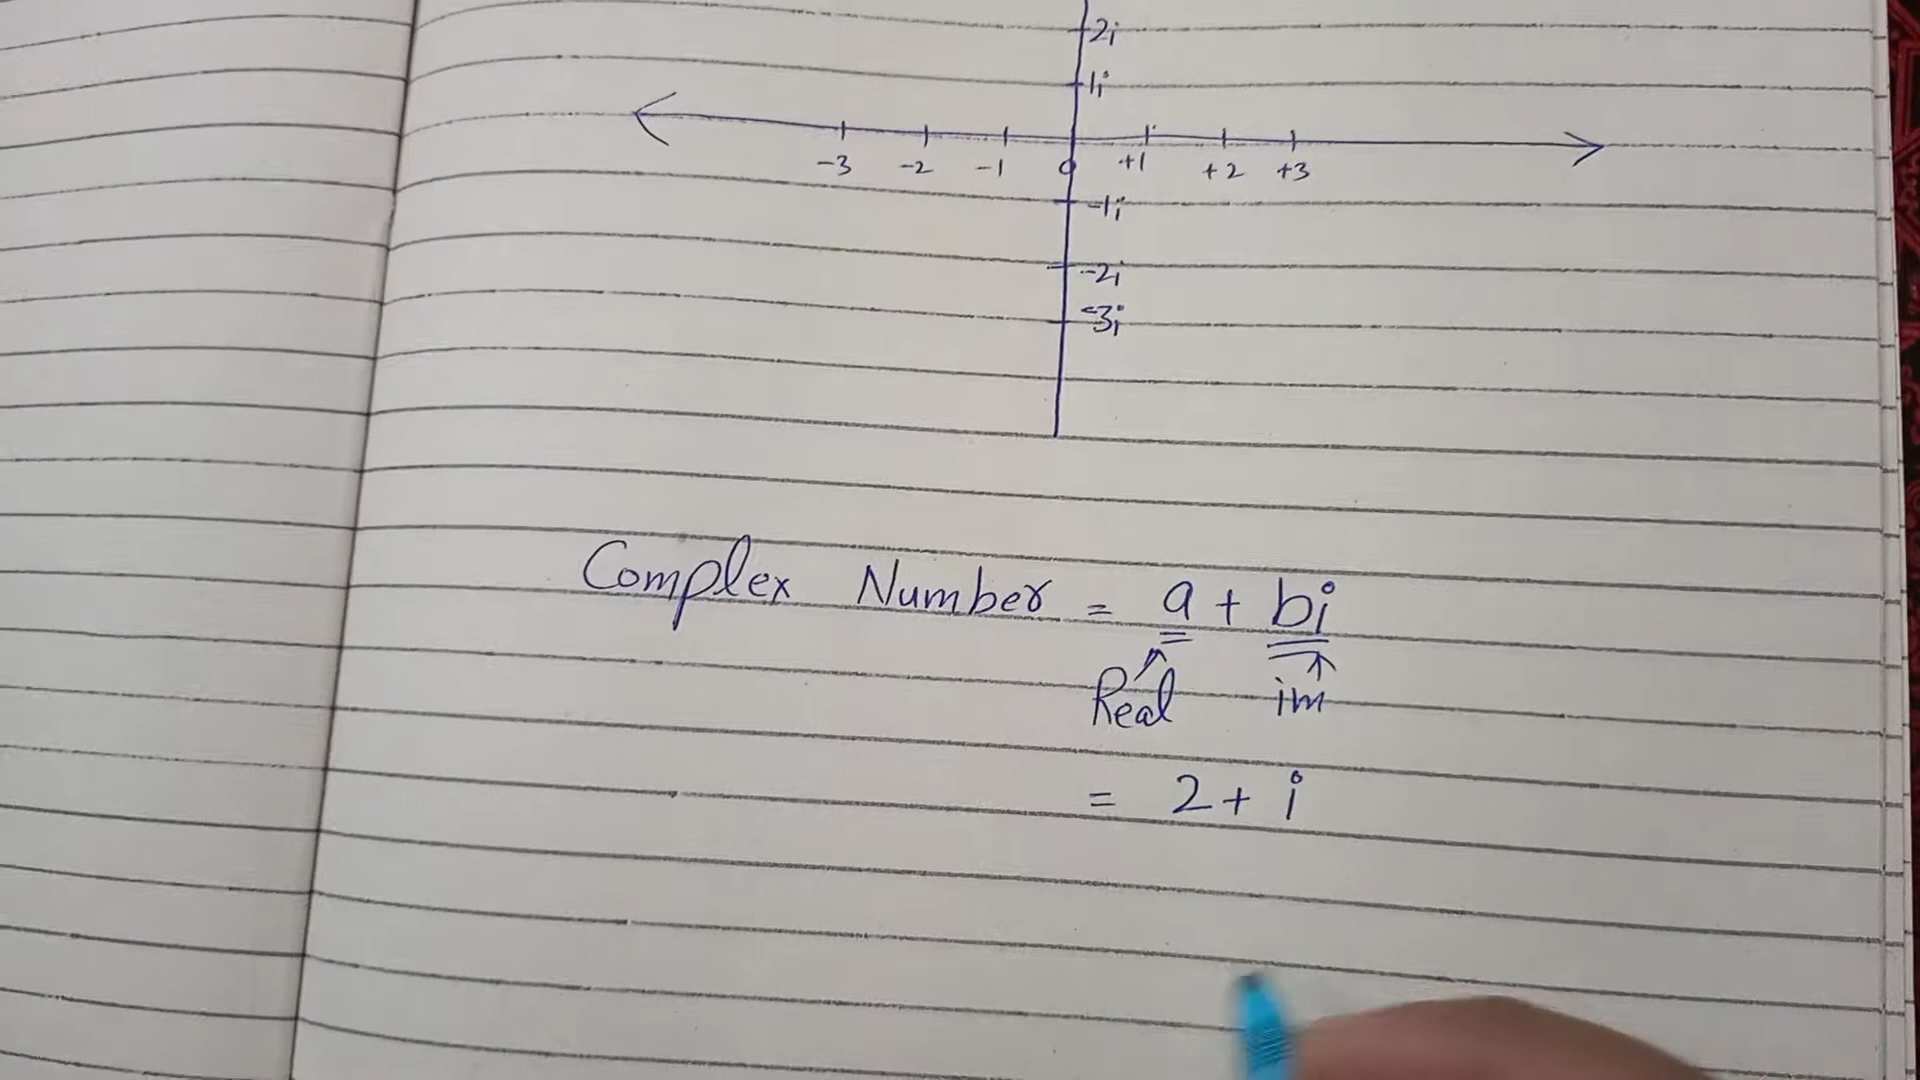 2i
1i
-3 -2 -1 0 +1 +2 +3
-1i
-2i
-3i
Complex Number = a + bi
Real im
= 2 + i